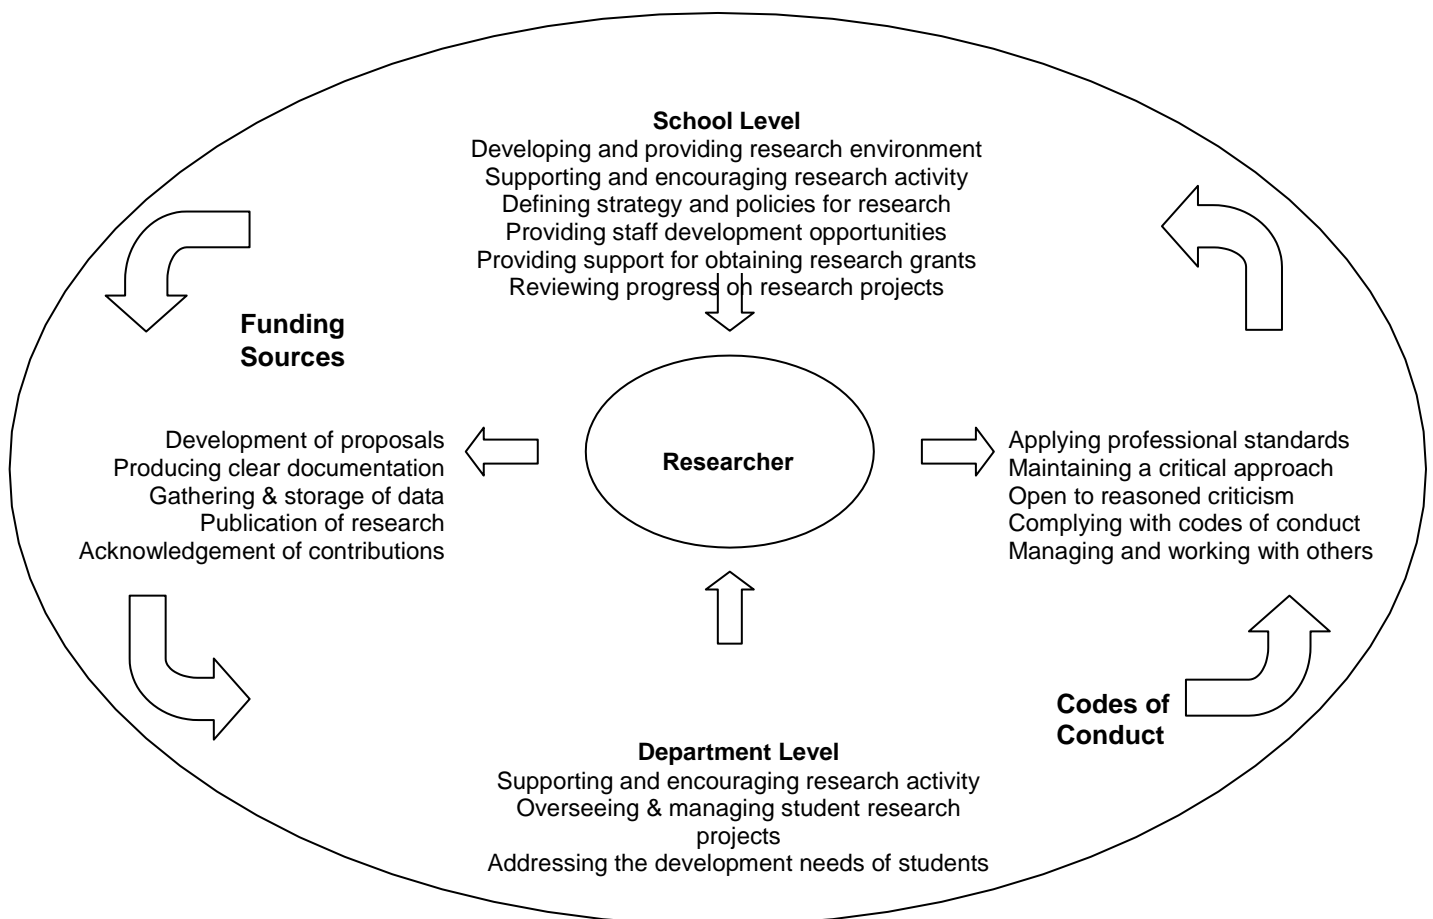 School Level
Developing and providing research environment
Supporting and encouraging research activity
Defining strategy and policies for research
Providing staff development opportunities
Providing support for obtaining research grants
Reviewing progress on research projects
Funding
Sources
Development of proposals
Producing clear documentation
Gathering & storage of data
Publication of research
Acknowledgement of contributions
Researcher
Applying professional standards
Maintaining a critical approach
Open to reasoned criticism
Complying with codes of conduct
Managing and working with others
Codes of
Conduct
Department Level
Supporting and encouraging research activity
Overseeing & managing student research
projects
Addressing the development needs of students